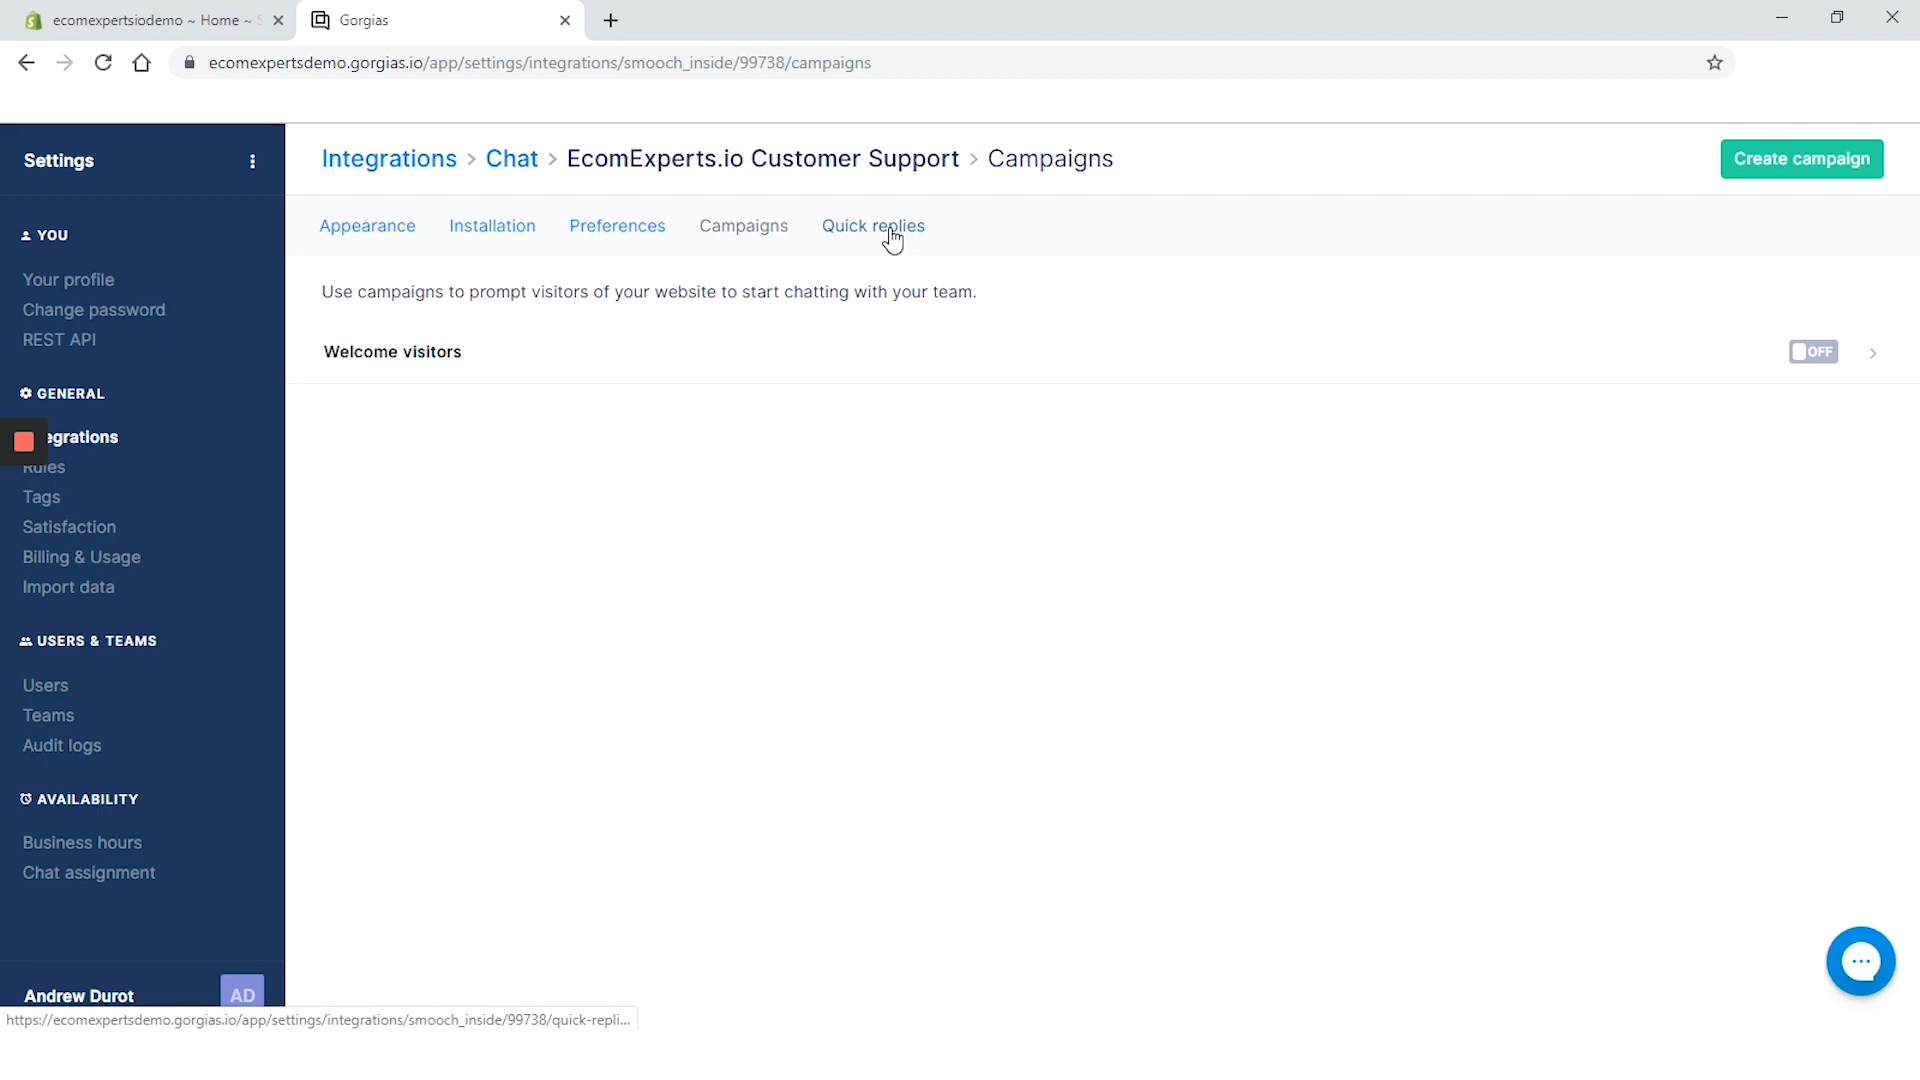 ecomexpertsiodemo ~ Home ~ S
Gorgias
ecomexpertsdemo.gorgias.io/app/settings/integrations/smooch_inside/99738/campaigns
Settings
Integrations > Chat > EcomExperts.io Customer Support > Campaigns
Create campaign
Appearance Installation Preferences Campaigns Quick replies
YOU
Your profile
Change password
REST API
Use campaigns to prompt visitors of your website to start chatting with your team.
Welcome visitors
OFF
GENERAL
egrations
Rules
Tags
Satisfaction
Billing & Usage
Import data
USERS & TEAMS
Users
Teams
Audit logs
AVAILABILITY
Business hours
Chat assignment
Andrew Durot
AD
https://ecomexpertsdemo.gorgias.io/app/settings/integrations/smooch_inside/99738/quick-repli...